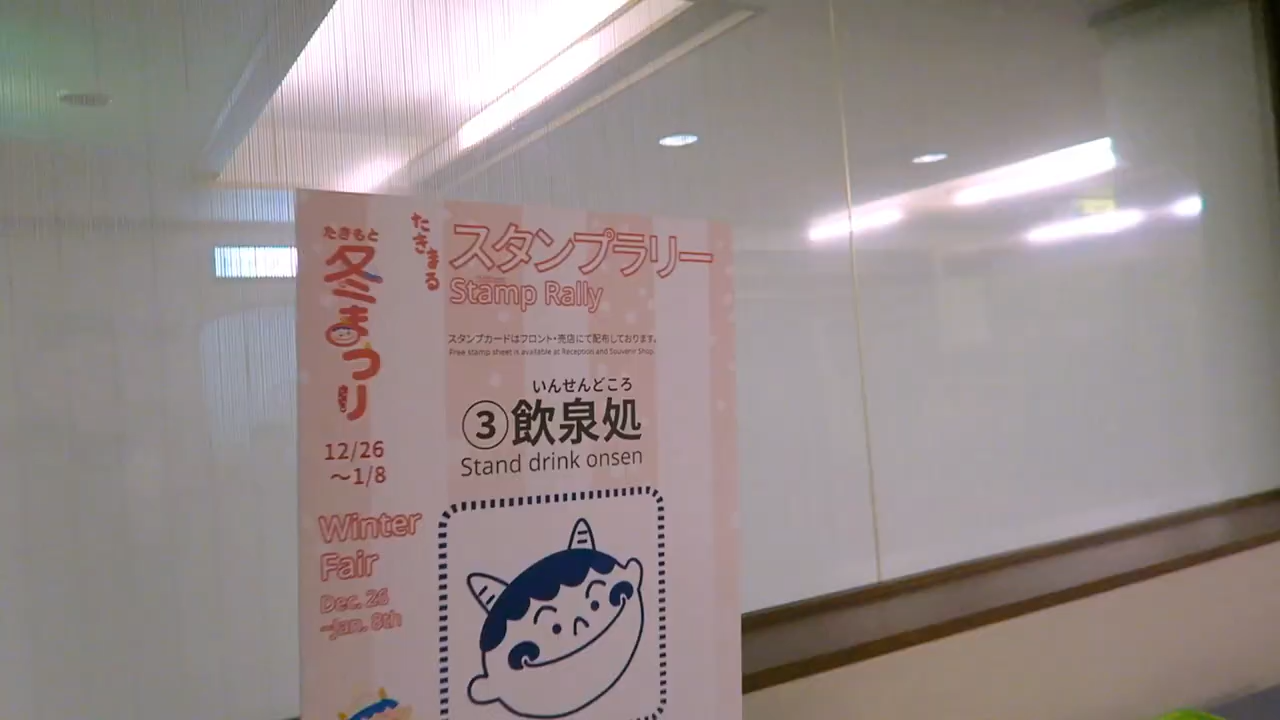 たきもと
冬まつり
12/26
～1/8
Winter
Fair
Dec. 26
–Jan. 8th
たきまる
スタンプラリー
Stamp Rally
スタンプカードはフロント・売店にて配布しております。
Free stamp sheet is available at Reception and Souvenir Shop.
いんせんどころ
③飲泉処
Stand drink onsen